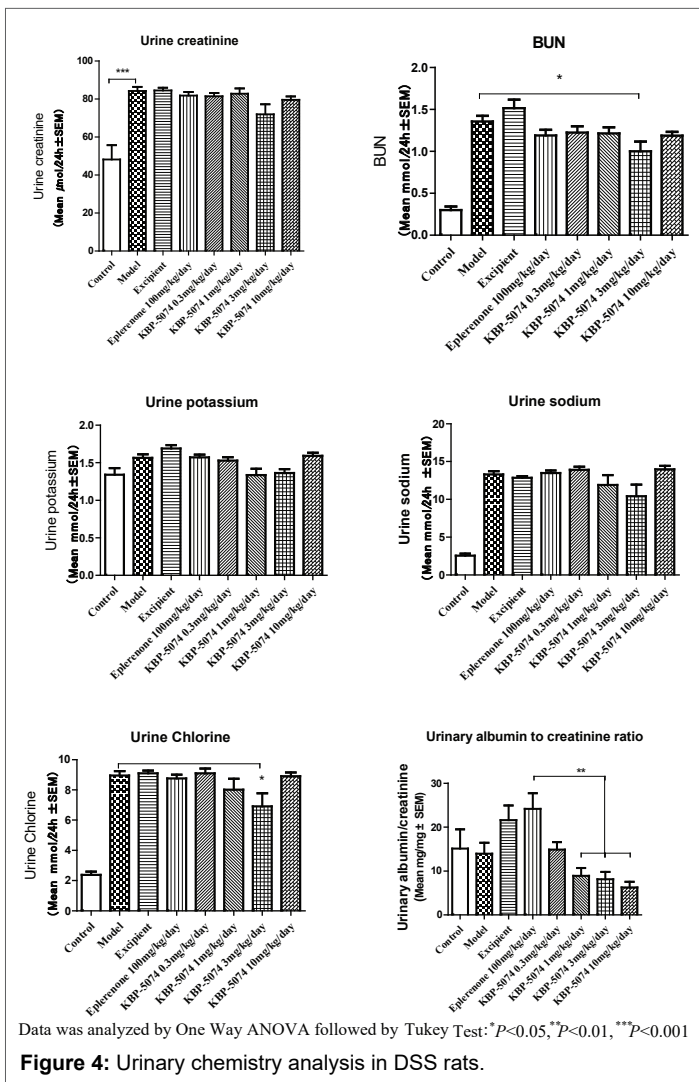 Urine creatinine
***
100
80
60
40
20
0
Urine creatinine
(Mean µmol/24h ±SEM)
Control
Model
Excipient
Eplerenone 100mg/kg/day
KBP-5074 0.3mg/kg/day
KBP-5074 1mg/kg/day
KBP-5074 3mg/kg/day
KBP-5074 10mg/kg/day
BUN
*
2.0
1.5
1.0
0.5
0.0
BUN
(Mean mmol/24h ±SEM)
Control
Model
Excipient
Eplerenone 100mg/kg/day
KBP-5074 0.3mg/kg/day
KBP-5074 1mg/kg/day
KBP-5074 3mg/kg/day
KBP-5074 10mg/kg/day
Urine potassium
2.0
1.5
1.0
0.5
0.0
Urine potassium
(Mean mmol/24h ±SEM)
Control
Model
Excipient
Eplerenone 100mg/kg/day
KBP-5074 0.3mg/kg/day
KBP-5074 1mg/kg/day
KBP-5074 3mg/kg/day
KBP-5074 10mg/kg/day
Urine sodium
20
15
10
5
0
Urine sodium
(Mean mmol/24h ±SEM)
Control
Model
Excipient
Eplerenone 100mg/kg/day
KBP-5074 0.3mg/kg/day
KBP-5074 1mg/kg/day
KBP-5074 3mg/kg/day
KBP-5074 10mg/kg/day
Urine Chlorine
*
10
8
6
4
2
0
Urine Chlorine
(Mean mmol/24h ±SEM)
Control
Model
Excipient
Eplerenone 100mg/kg/day
KBP-5074 0.3mg/kg/day
KBP-5074 1mg/kg/day
KBP-5074 3mg/kg/day
KBP-5074 10mg/kg/day
Urinary albumin to creatinine ratio
**
30
20
10
0
Urinary albumin/creatinine
(Mean mg/mg ± SEM)
Control
Model
Excipient
Eplerenone 100mg/kg/day
KBP-5074 0.3mg/kg/day
KBP-5074 1mg/kg/day
KBP-5074 3mg/kg/day
KBP-5074 10mg/kg/day
Data was analyzed by One Way ANOVA followed by Tukey Test:*P<0.05,**P<0.01, ***P<0.001
Figure 4: Urinary chemistry analysis in DSS rats.